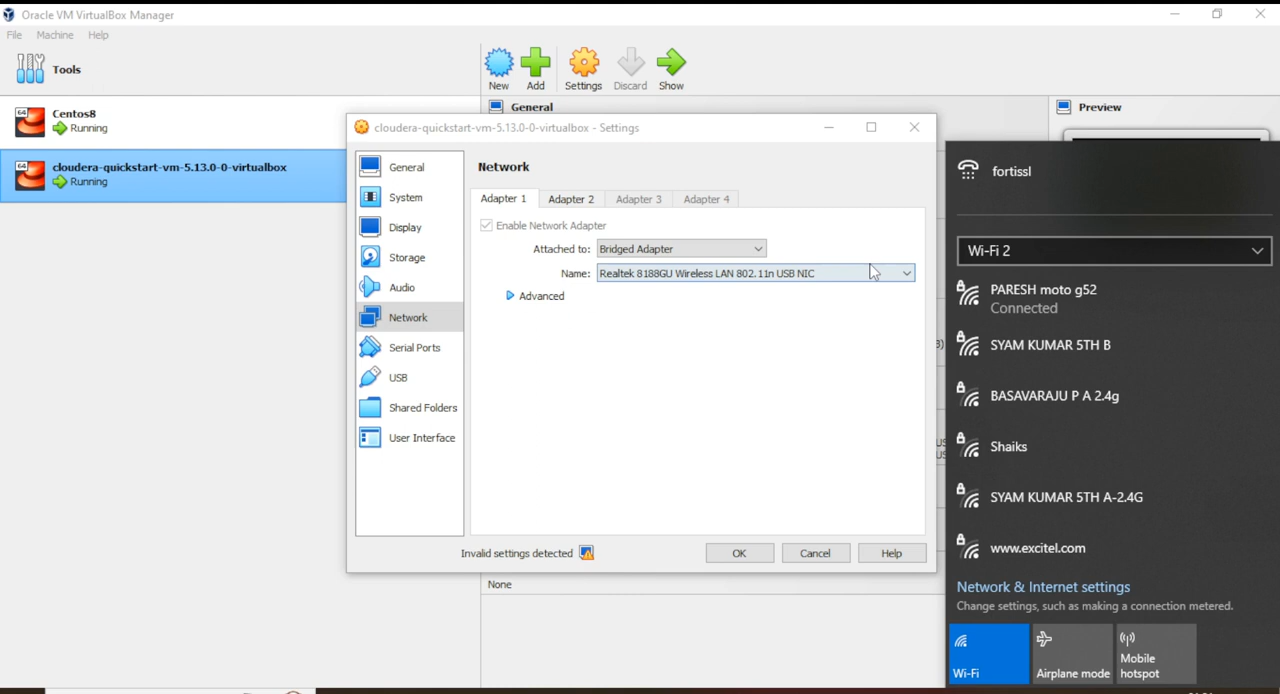 Oracle VM VirtualBox Manager
File Machine Help
Tools
New Add Settings Discard Show
Centos8
Running
cloudera-quickstart-vm-5.13.0-0-virtualbox
Running
General
Preview
cloudera-quickstart-vm-5.13.0-0-virtualbox - Settings
General
System
Display
Storage
Audio
Network
Serial Ports
USB
Shared Folders
User Interface
Network
Adapter 1 Adapter 2 Adapter 3 Adapter 4
Enable Network Adapter
Attached to: Bridged Adapter
Name: Realtek 8188GU Wireless LAN 802.11n USB NIC
Advanced
Invalid settings detected
OK Cancel Help
None
fortissl
Wi-Fi 2
PARESH moto g52
Connected
SYAM KUMAR 5TH B
BASAVARAJU P A 2.4g
Shaiks
SYAM KUMAR 5TH A-2.4G
www.excitel.com
Network & Internet settings
Change settings, such as making a connection metered.
Wi-Fi
Airplane mode
Mobile
hotspot